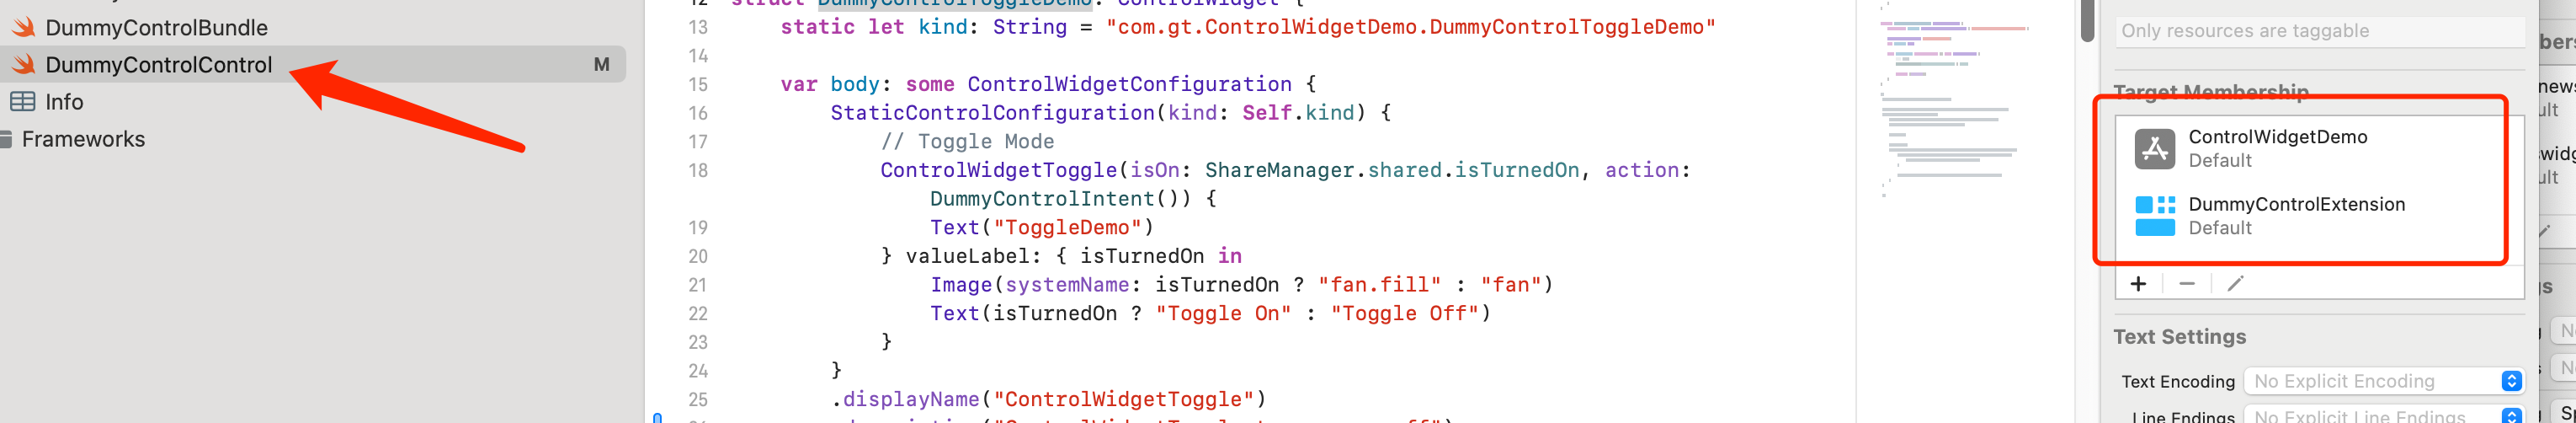 DummyControlBundle
DummyControlControl M
Info
Frameworks
12 struct DummyControlToggleDemo: ControlWidget {
13 static let kind: String = "com.gt.ControlWidgetDemo.DummyControlToggleDemo"
14
15 var body: some ControlWidgetConfiguration {
16 StaticControlConfiguration(kind: Self.kind) {
17 // Toggle Mode
18 ControlWidgetToggle(isOn: ShareManager.shared.isTurnedOn, action:
DummyControlIntent()) {
19 Text("ToggleDemo")
20 } valueLabel: { isTurnedOn in
21 Image(systemName: isTurnedOn ? "fan.fill" : "fan")
22 Text(isTurnedOn ? "Toggle On" : "Toggle Off")
23 }
24 }
25 .displayName("ControlWidgetToggle")
Only resources are taggable
Target Membership
ControlWidgetDemo
Default
DummyControlExtension
Default
Text Settings
Text Encoding No Explicit Encoding
Line Endings No Explicit Line Endings